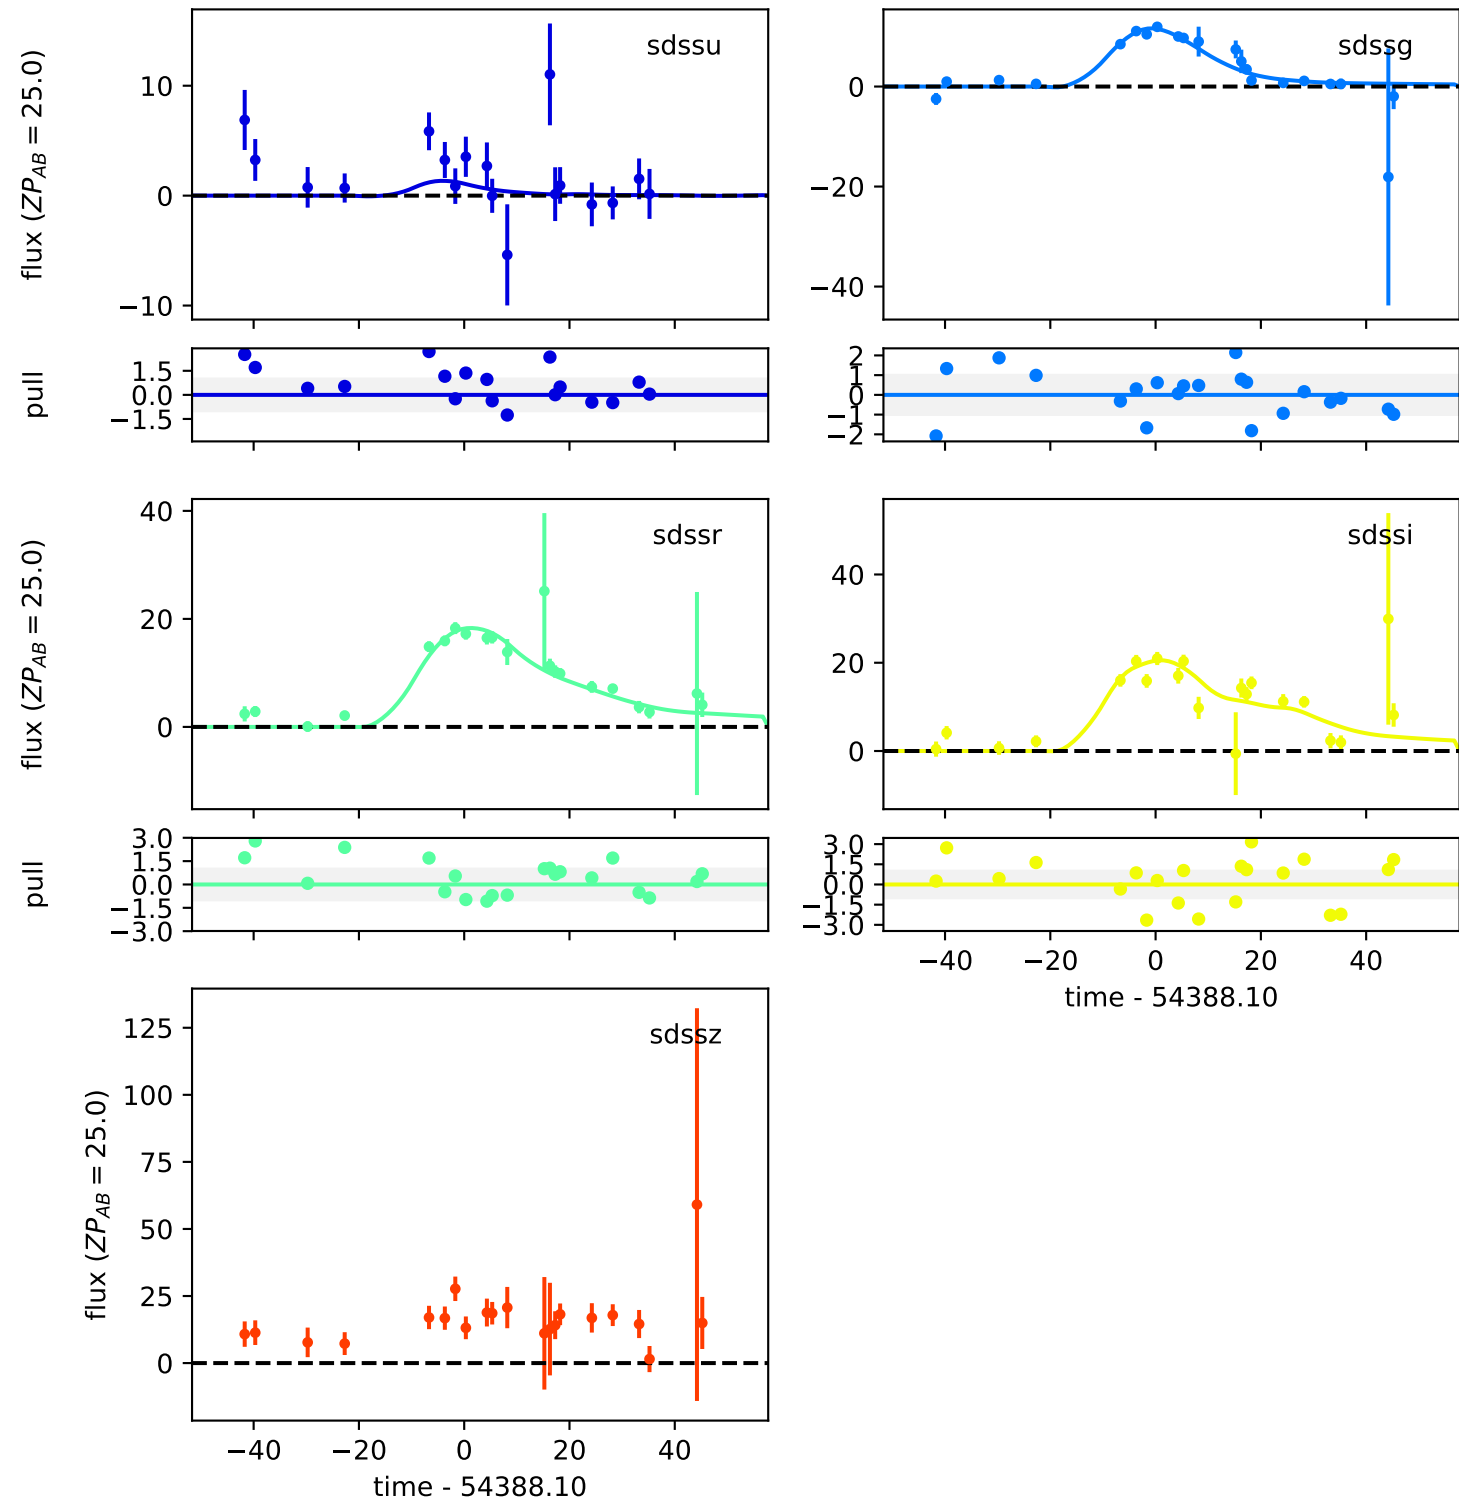 sdssu
flux (ZP_AB = 25.0)
10
0
−10
sdssg
0
−20
−40
pull
1.5
0.0
−1.5
2
1
0
−1
−2
sdssr
flux (ZP_AB = 25.0)
40
20
0
sdssi
40
20
0
pull
3.0
1.5
0.0
−1.5
−3.0
3.0
1.5
0.0
−1.5
−3.0
−40 −20 0 20 40
time - 54388.10
sdssz
flux (ZP_AB = 25.0)
125
100
75
50
25
0
−40 −20 0 20 40
time - 54388.10